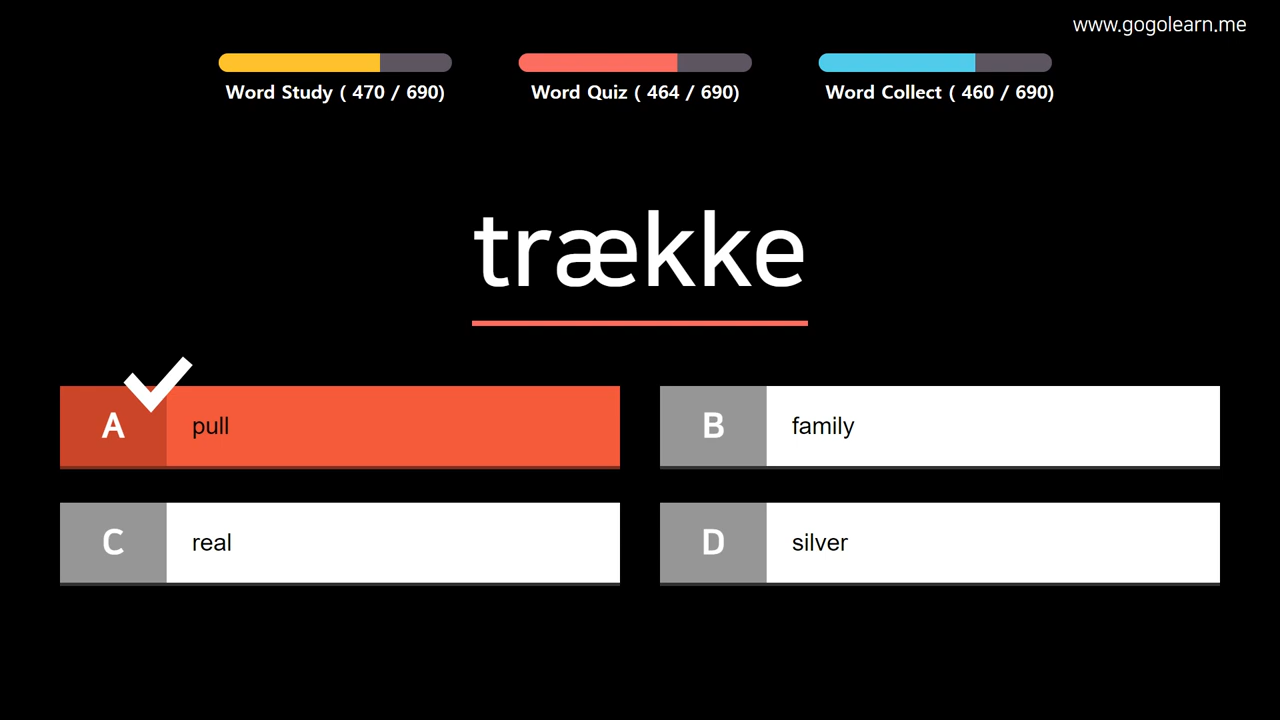 www.gogolearn.me
Word Study ( 470 / 690)
Word Quiz ( 464 / 690)
Word Collect ( 460 / 690)
trække
A
pull
B
family
C
real
D
silver